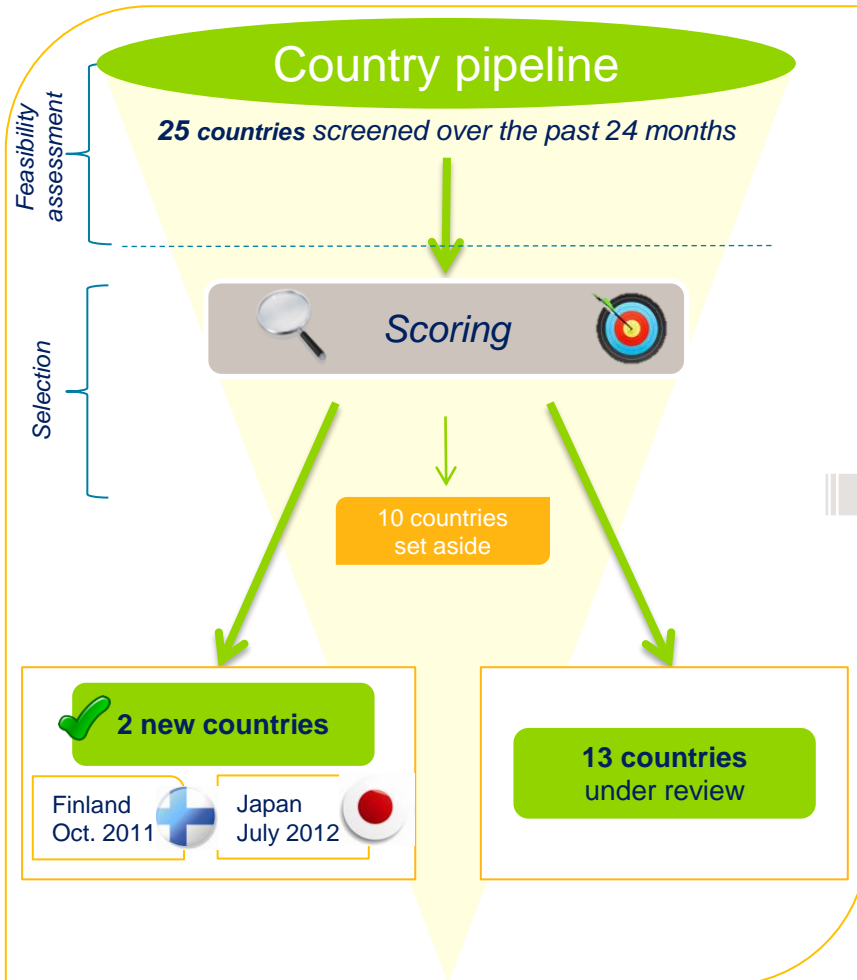 Country pipeline
25 countries screened over the past 24 months
Feasibility
assessment
Scoring
Selection
10 countries
set aside
2 new countries
Finland
Oct. 2011
Japan
July 2012
13 countries
under review